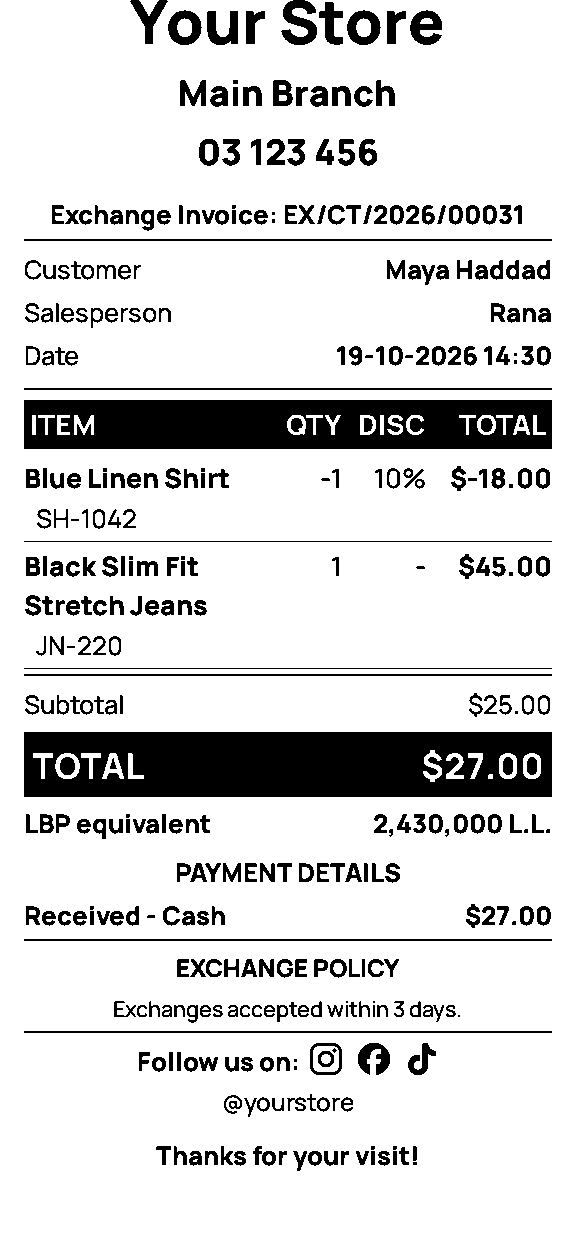 Your Store
Main Branch
03 123 456
Exchange Invoice: EX/CT/2026/00031
Customer Maya Haddad
Salesperson Rana
Date 19-10-2026 14:30
ITEM QTY DISC TOTAL
Blue Linen Shirt -1 10% $-18.00
SH-1042
Black Slim Fit 1 - $45.00
Stretch Jeans
JN-220
Subtotal $25.00
TOTAL $27.00
LBP equivalent 2,430,000 L.L.
PAYMENT DETAILS
Received - Cash $27.00
EXCHANGE POLICY
Exchanges accepted within 3 days.
Follow us on:
@yourstore
Thanks for your visit!